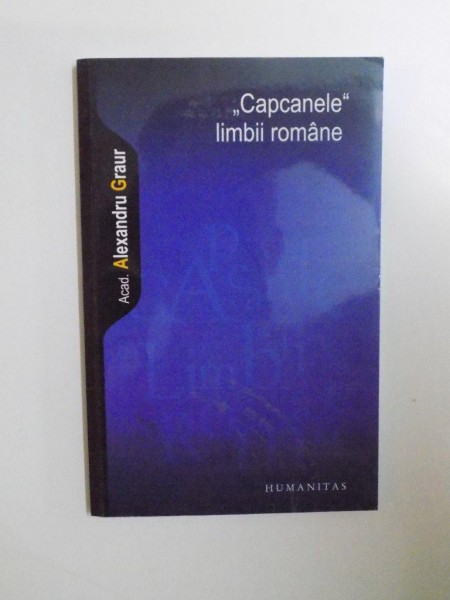 „Capcanele“
limbii române
Acad. Alexandru Graur
HUMANITAS